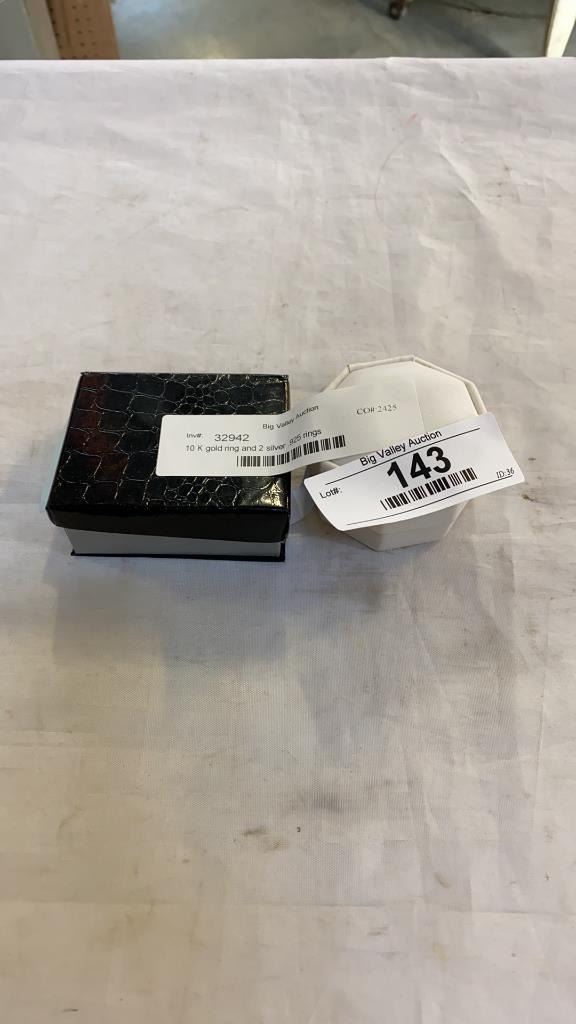 Big Valley Auction
CO#:2425
Inv#: 32942
10 K gold ring and 2 silver .925 rings
Big Valley Auction
Lot#: 143
ID:36